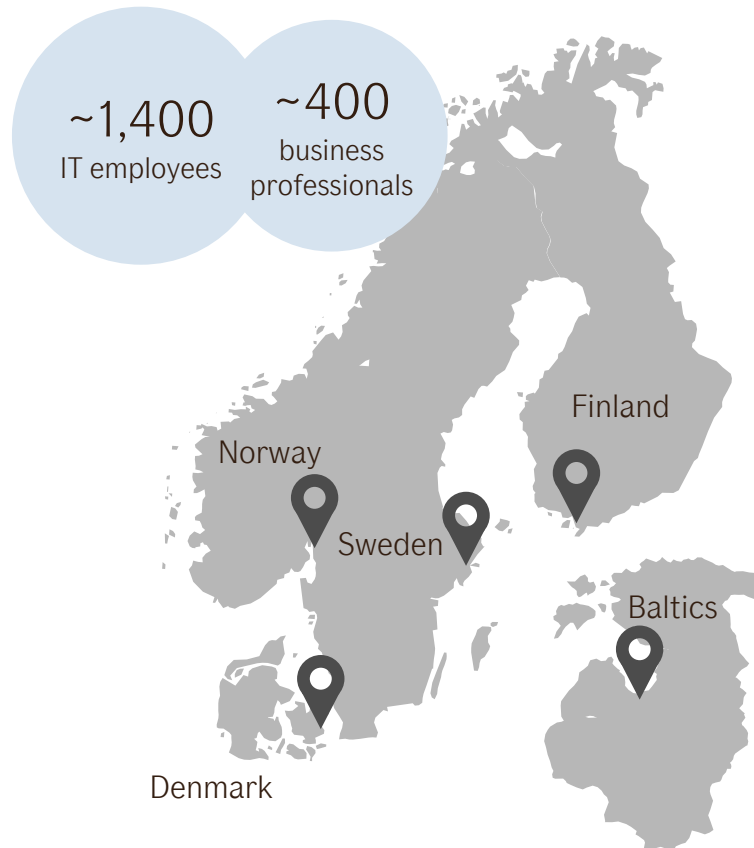 ~1,400
IT employees
~400
business
professionals
Finland
Norway
Sweden
Baltics
Denmark